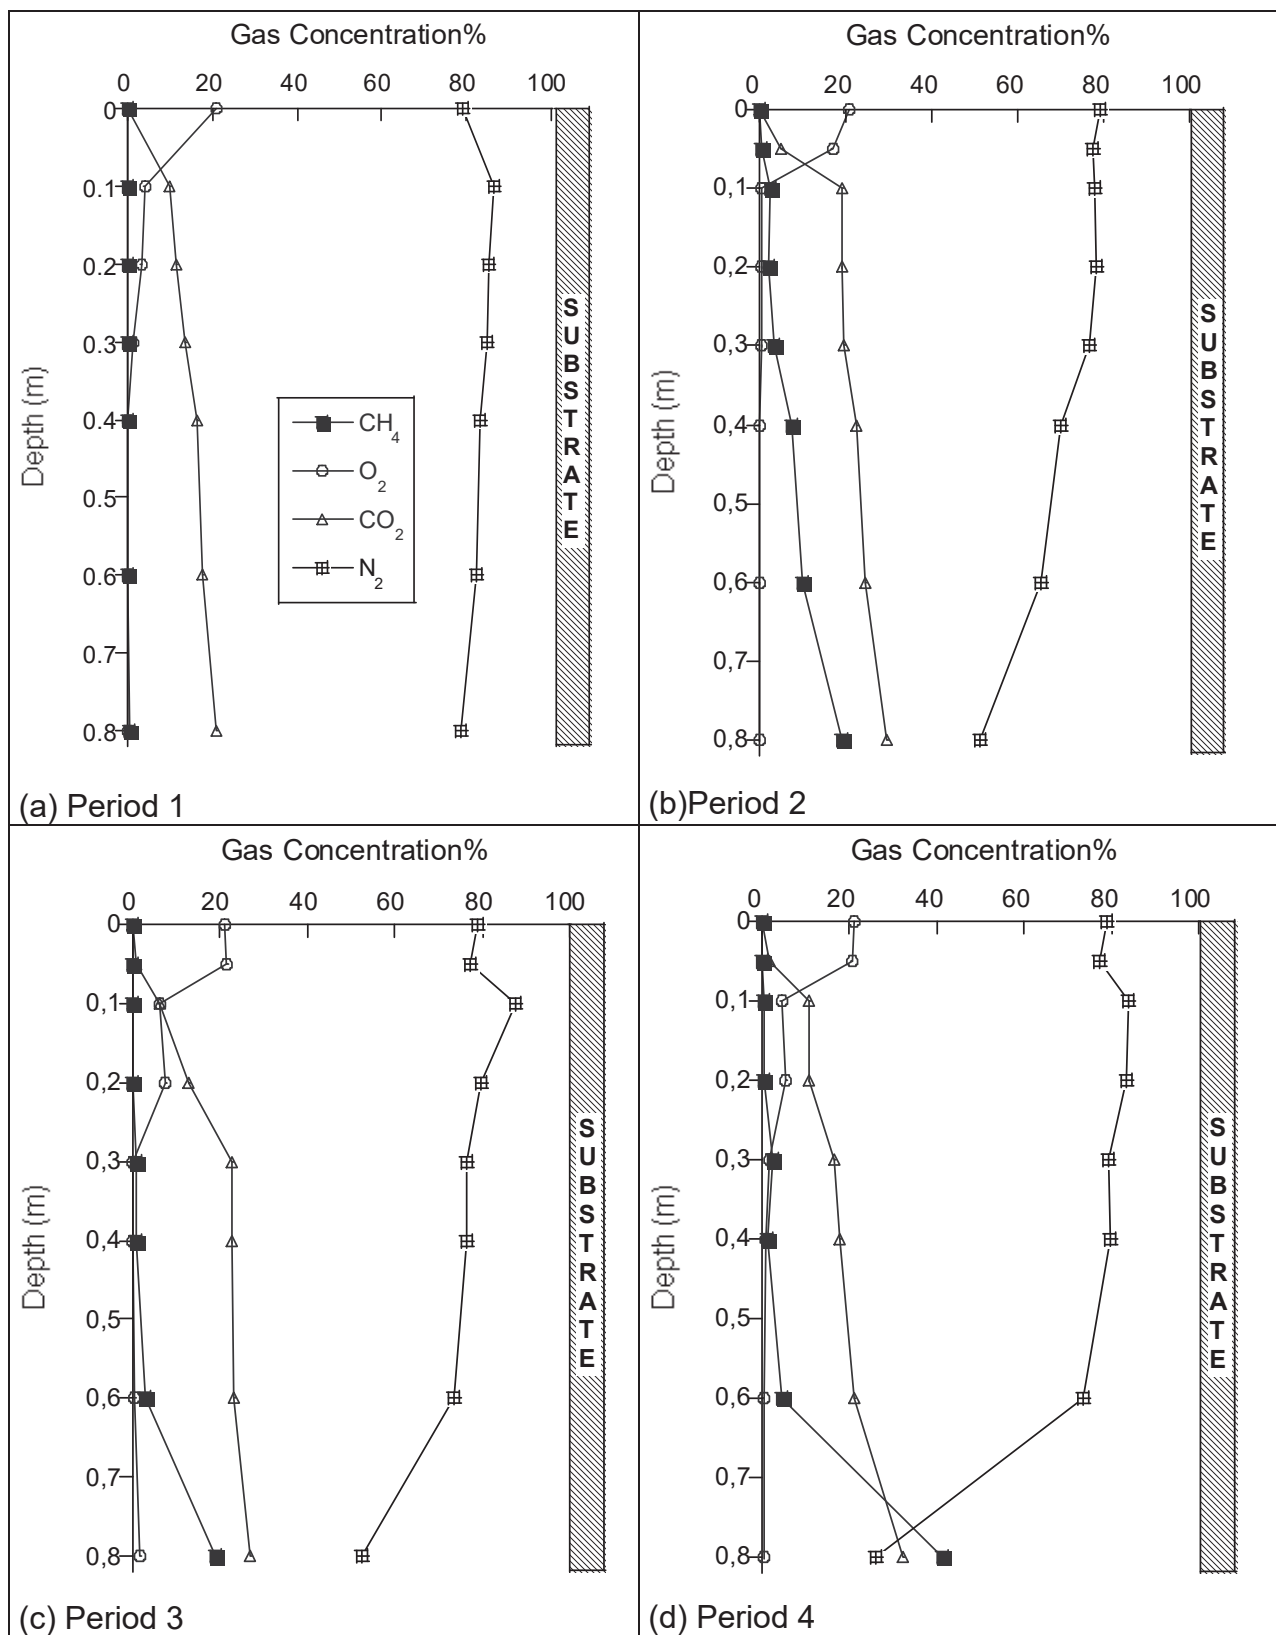 Gas Concentration%
0 20 40 60 80 100
0
0.1
0.2
0.3
0.4
0.5
0.6
0.7
0.8
Depth (m)
CH4
O2
CO2
N2
SUBSTRATE
(a) Period 1
Gas Concentration%
0 20 40 60 80 100
0
0,1
0,2
0,3
0,4
0,5
0,6
0,7
0,8
Depth (m)
SUBSTRATE
(b)Period 2
Gas Concentration%
0 20 40 60 80 100
0
0,1
0,2
0,3
0,4
0,5
0,6
0,7
0,8
Depth (m)
SUBSTRATE
(c) Period 3
Gas Concentration%
0 20 40 60 80 100
0
0,1
0,2
0,3
0,4
0,5
0,6
0,7
0,8
Depth (m)
SUBSTRATE
(d) Period 4